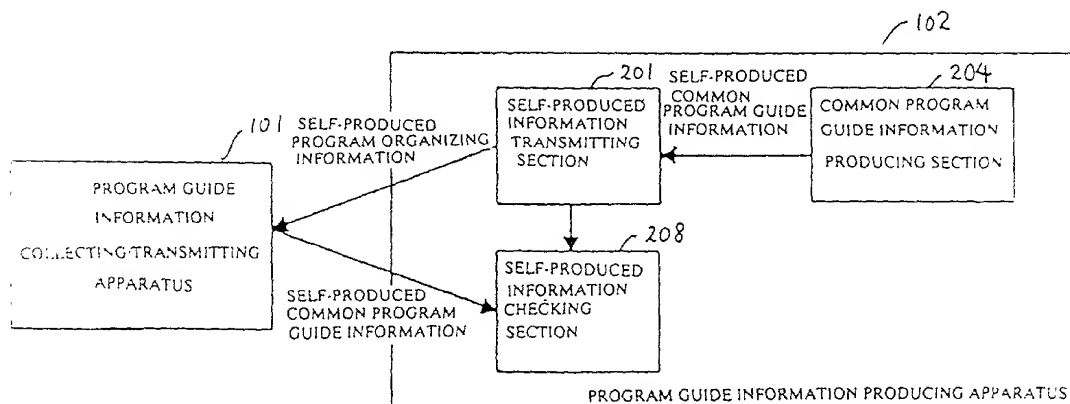 102
201
SELF-PRODUCED
COMMON
PROGRAM GUIDE
INFORMATION
204
SELF-PRODUCED
INFORMATION
TRANSMITTING
SECTION
COMMON PROGRAM
GUIDE INFORMATION
PRODUCING SECTION
101
SELF-PRODUCED
PROGRAM ORGANIZING
INFORMATION
PROGRAM GUIDE
INFORMATION
COLLECTING/TRANSMITTING
APPARATUS
208
SELF-PRODUCED
INFORMATION
CHECKING
SECTION
SELF-PRODUCED
COMMON PROGRAM
GUIDE INFORMATION
PROGRAM GUIDE INFORMATION PRODUCING APPARATUS